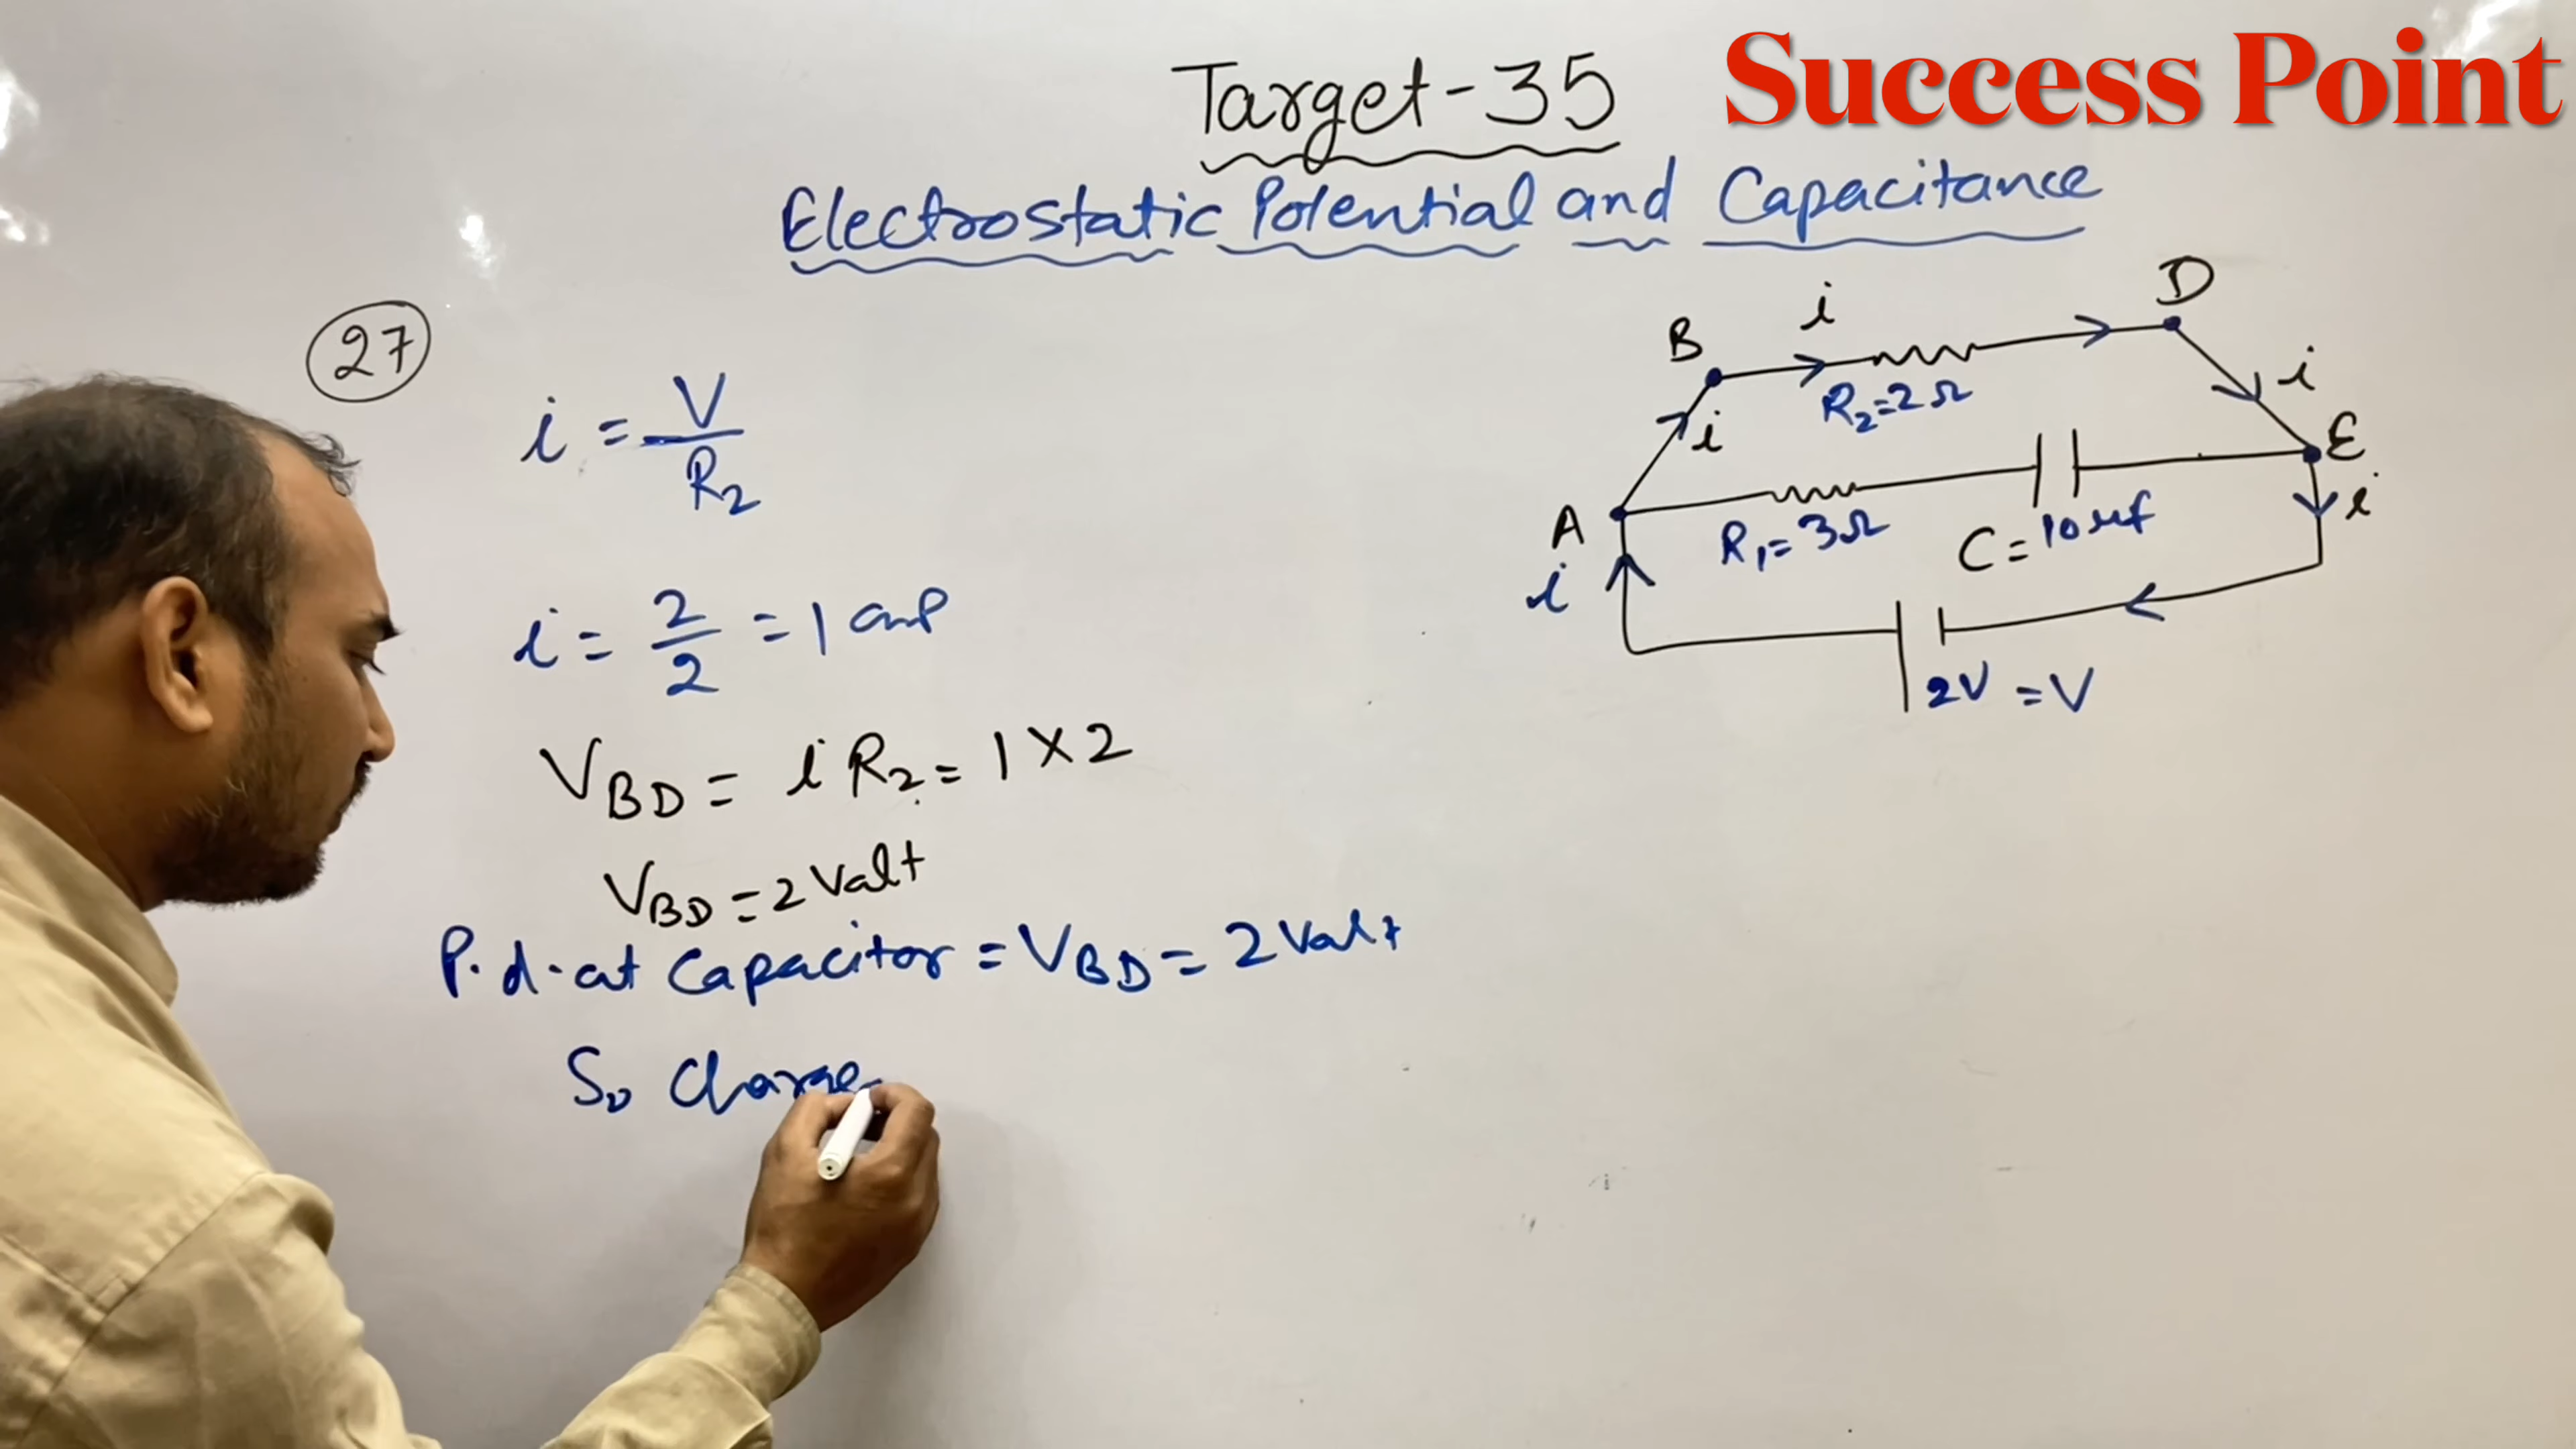 Success Point
Target-35
Electrostatic Potential and Capacitance
27
i = V/R₂
i = 2/2 = 1 amp
V_BD = i R₂ = 1 × 2
V_BD = 2 Valt
P.d. at Capacitor = V_BD = 2 Valt
So Charge
D
i
B
R₂=2Ω
i
i
E
A
R₁=3Ω
C=10μf
i
i
2V = V